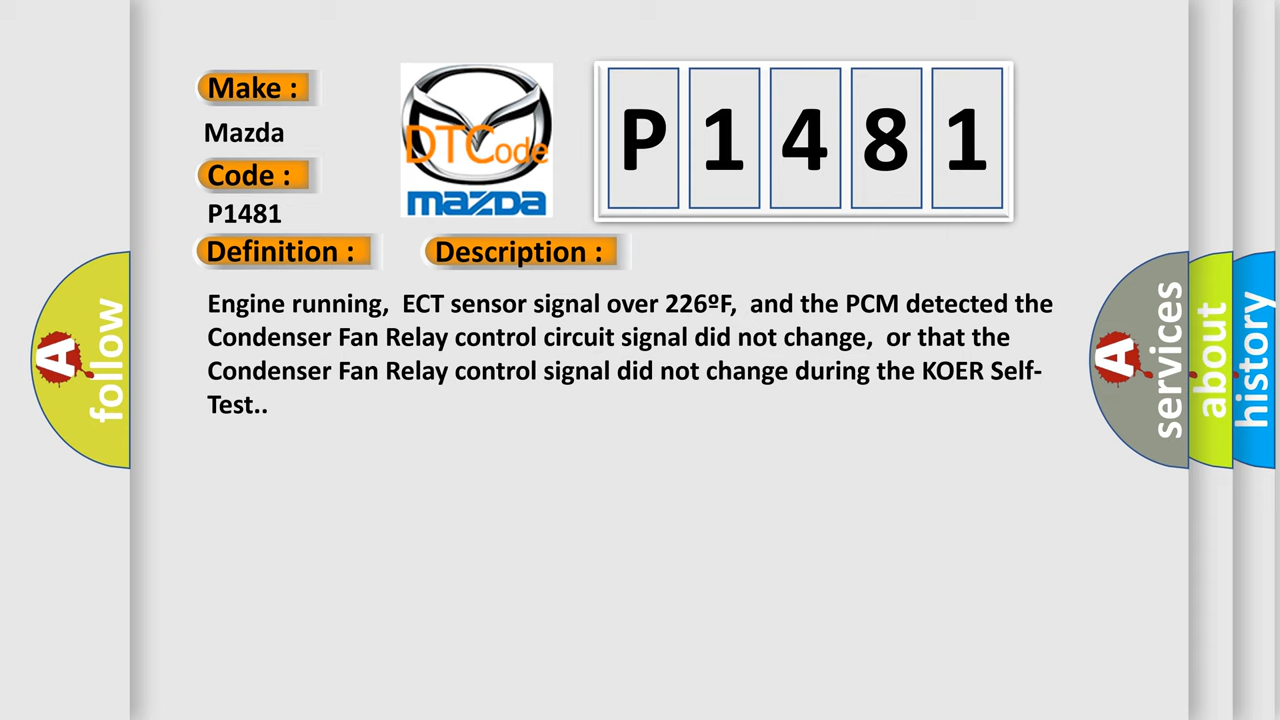 Make :
Mazda
Code :
P1481
Definition :
Description :
DTCode
mazda
P 1 4 8 1
Engine running, ECT sensor signal over 226ºF, and the PCM detected the
Condenser Fan Relay control circuit signal did not change, or that the
Condenser Fan Relay control signal did not change during the KOER Self-
Test..
A
follow
A
services
about
history